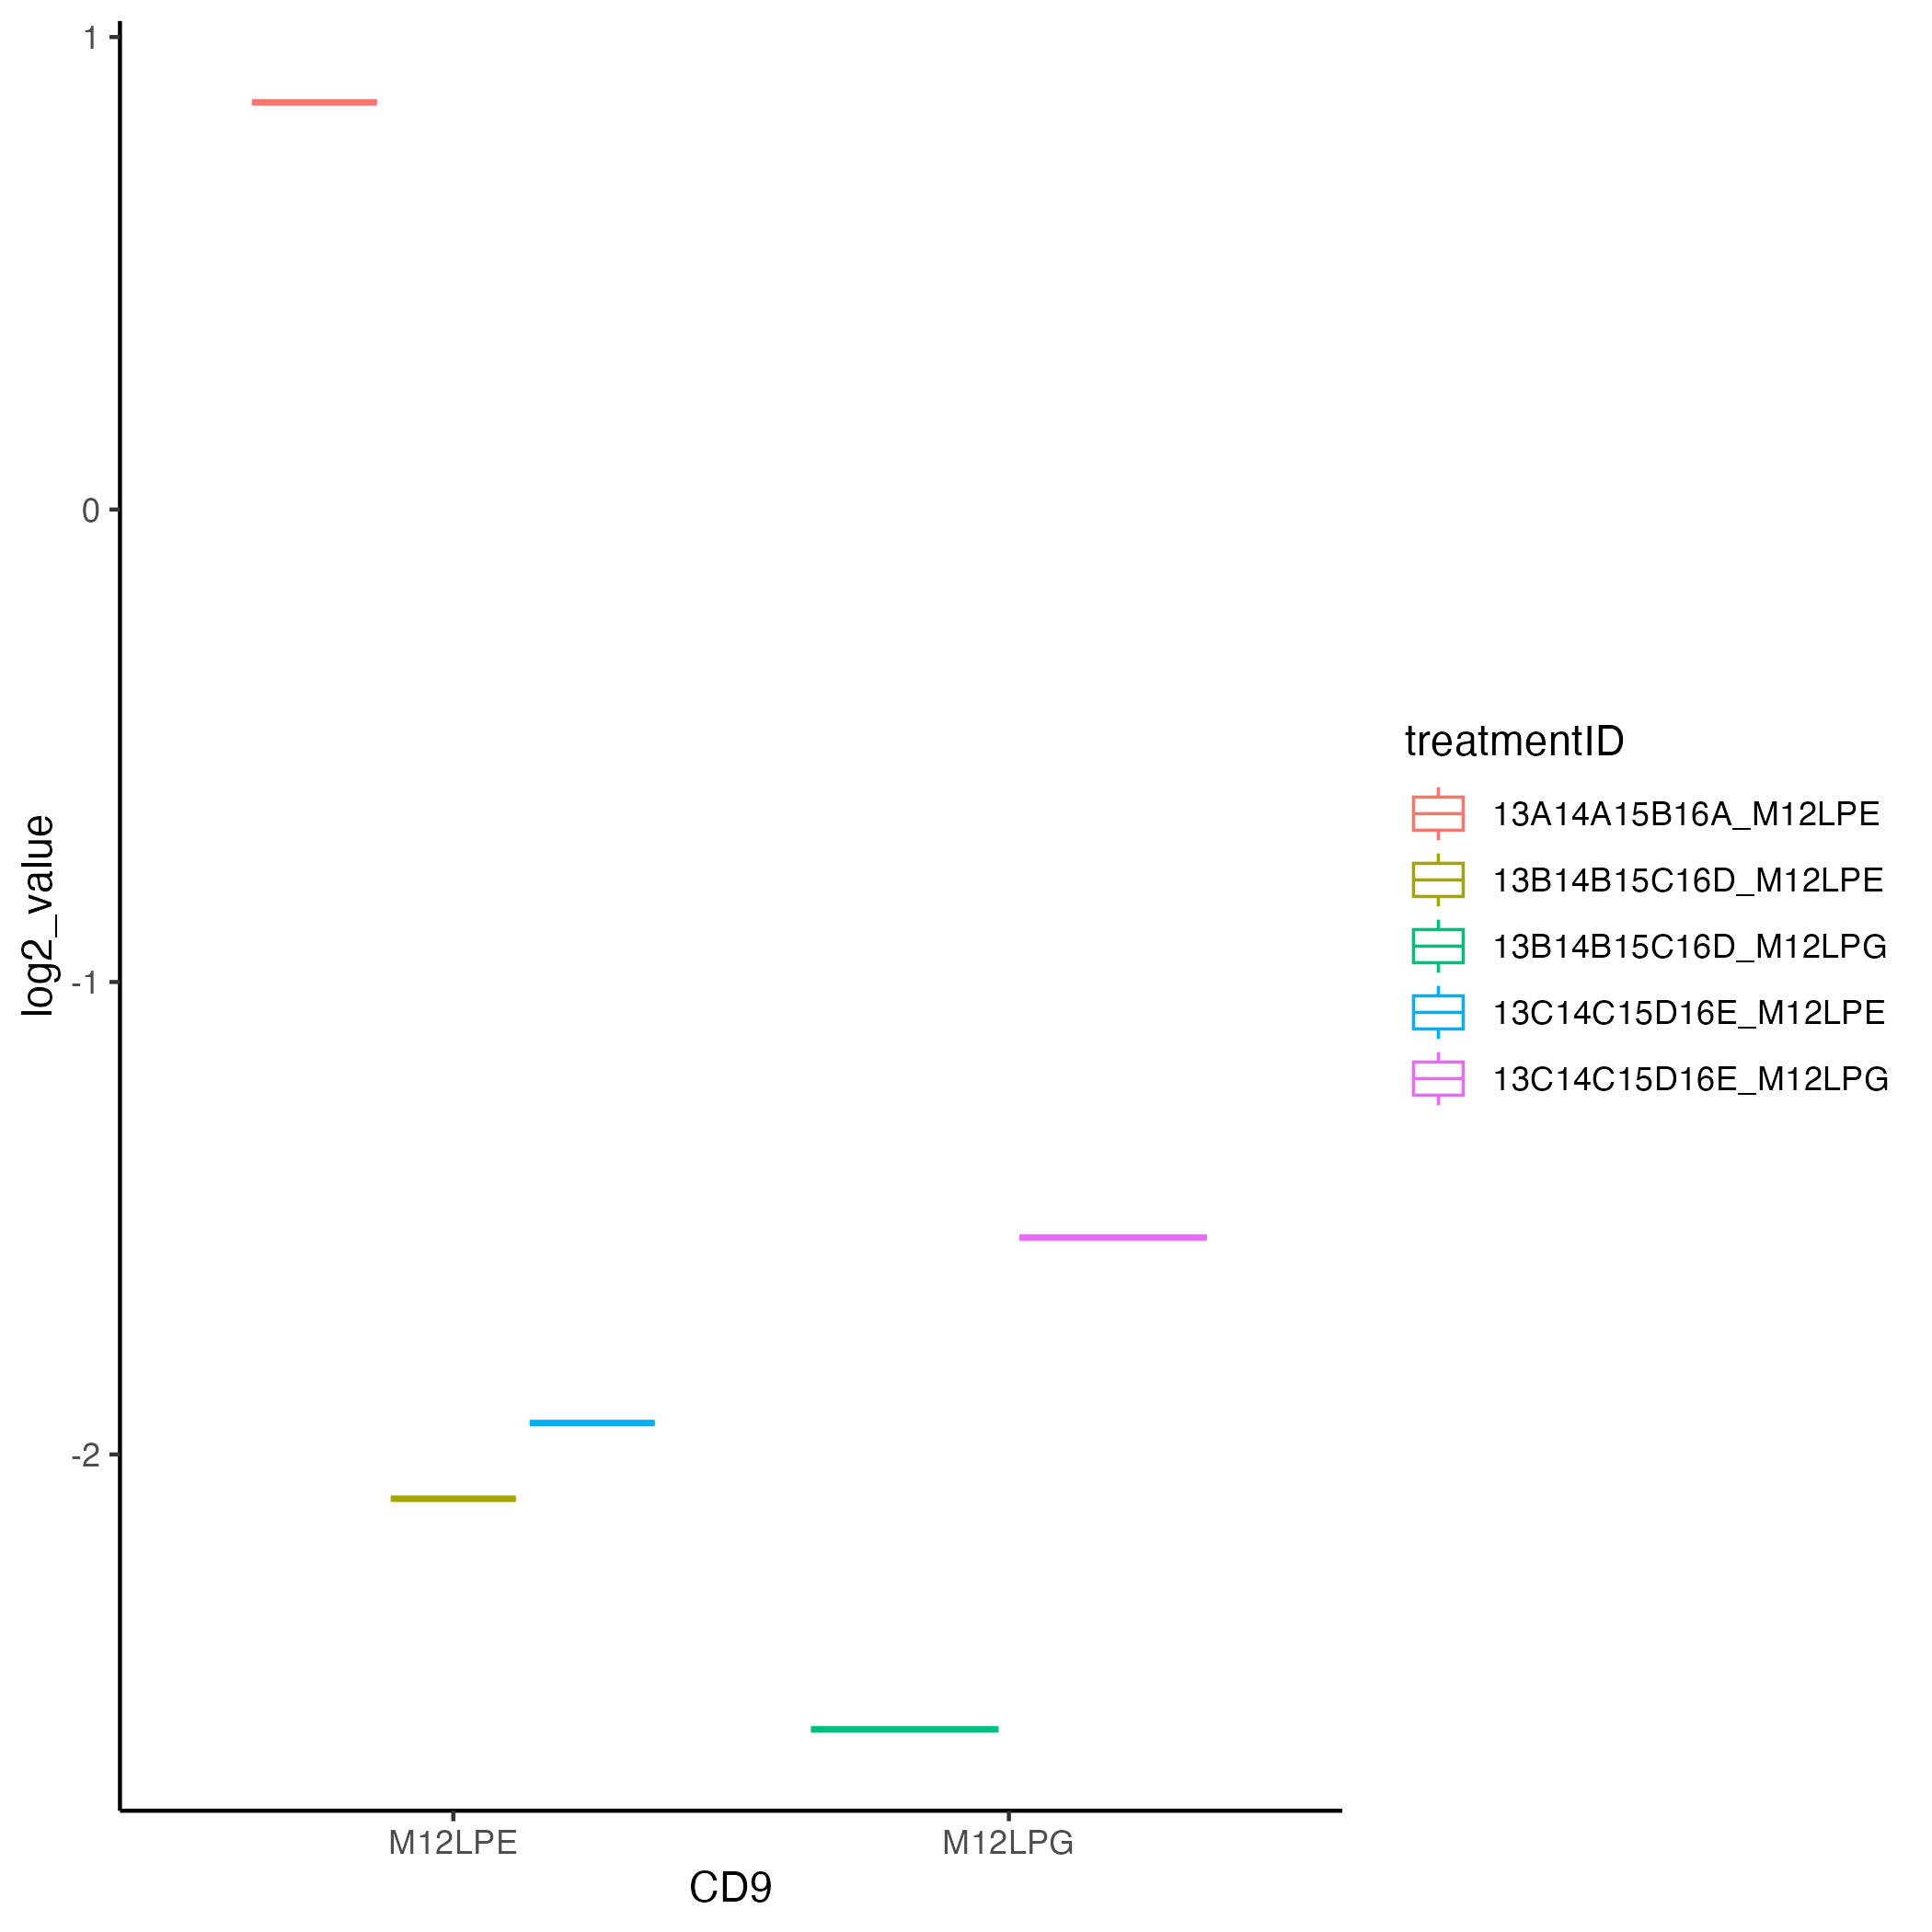 1
0
-1
-2
log2_value
M12LPE
M12LPG
CD9
treatmentID
13A14A15B16A_M12LPE
13B14B15C16D_M12LPE
13B14B15C16D_M12LPG
13C14C15D16E_M12LPE
13C14C15D16E_M12LPG